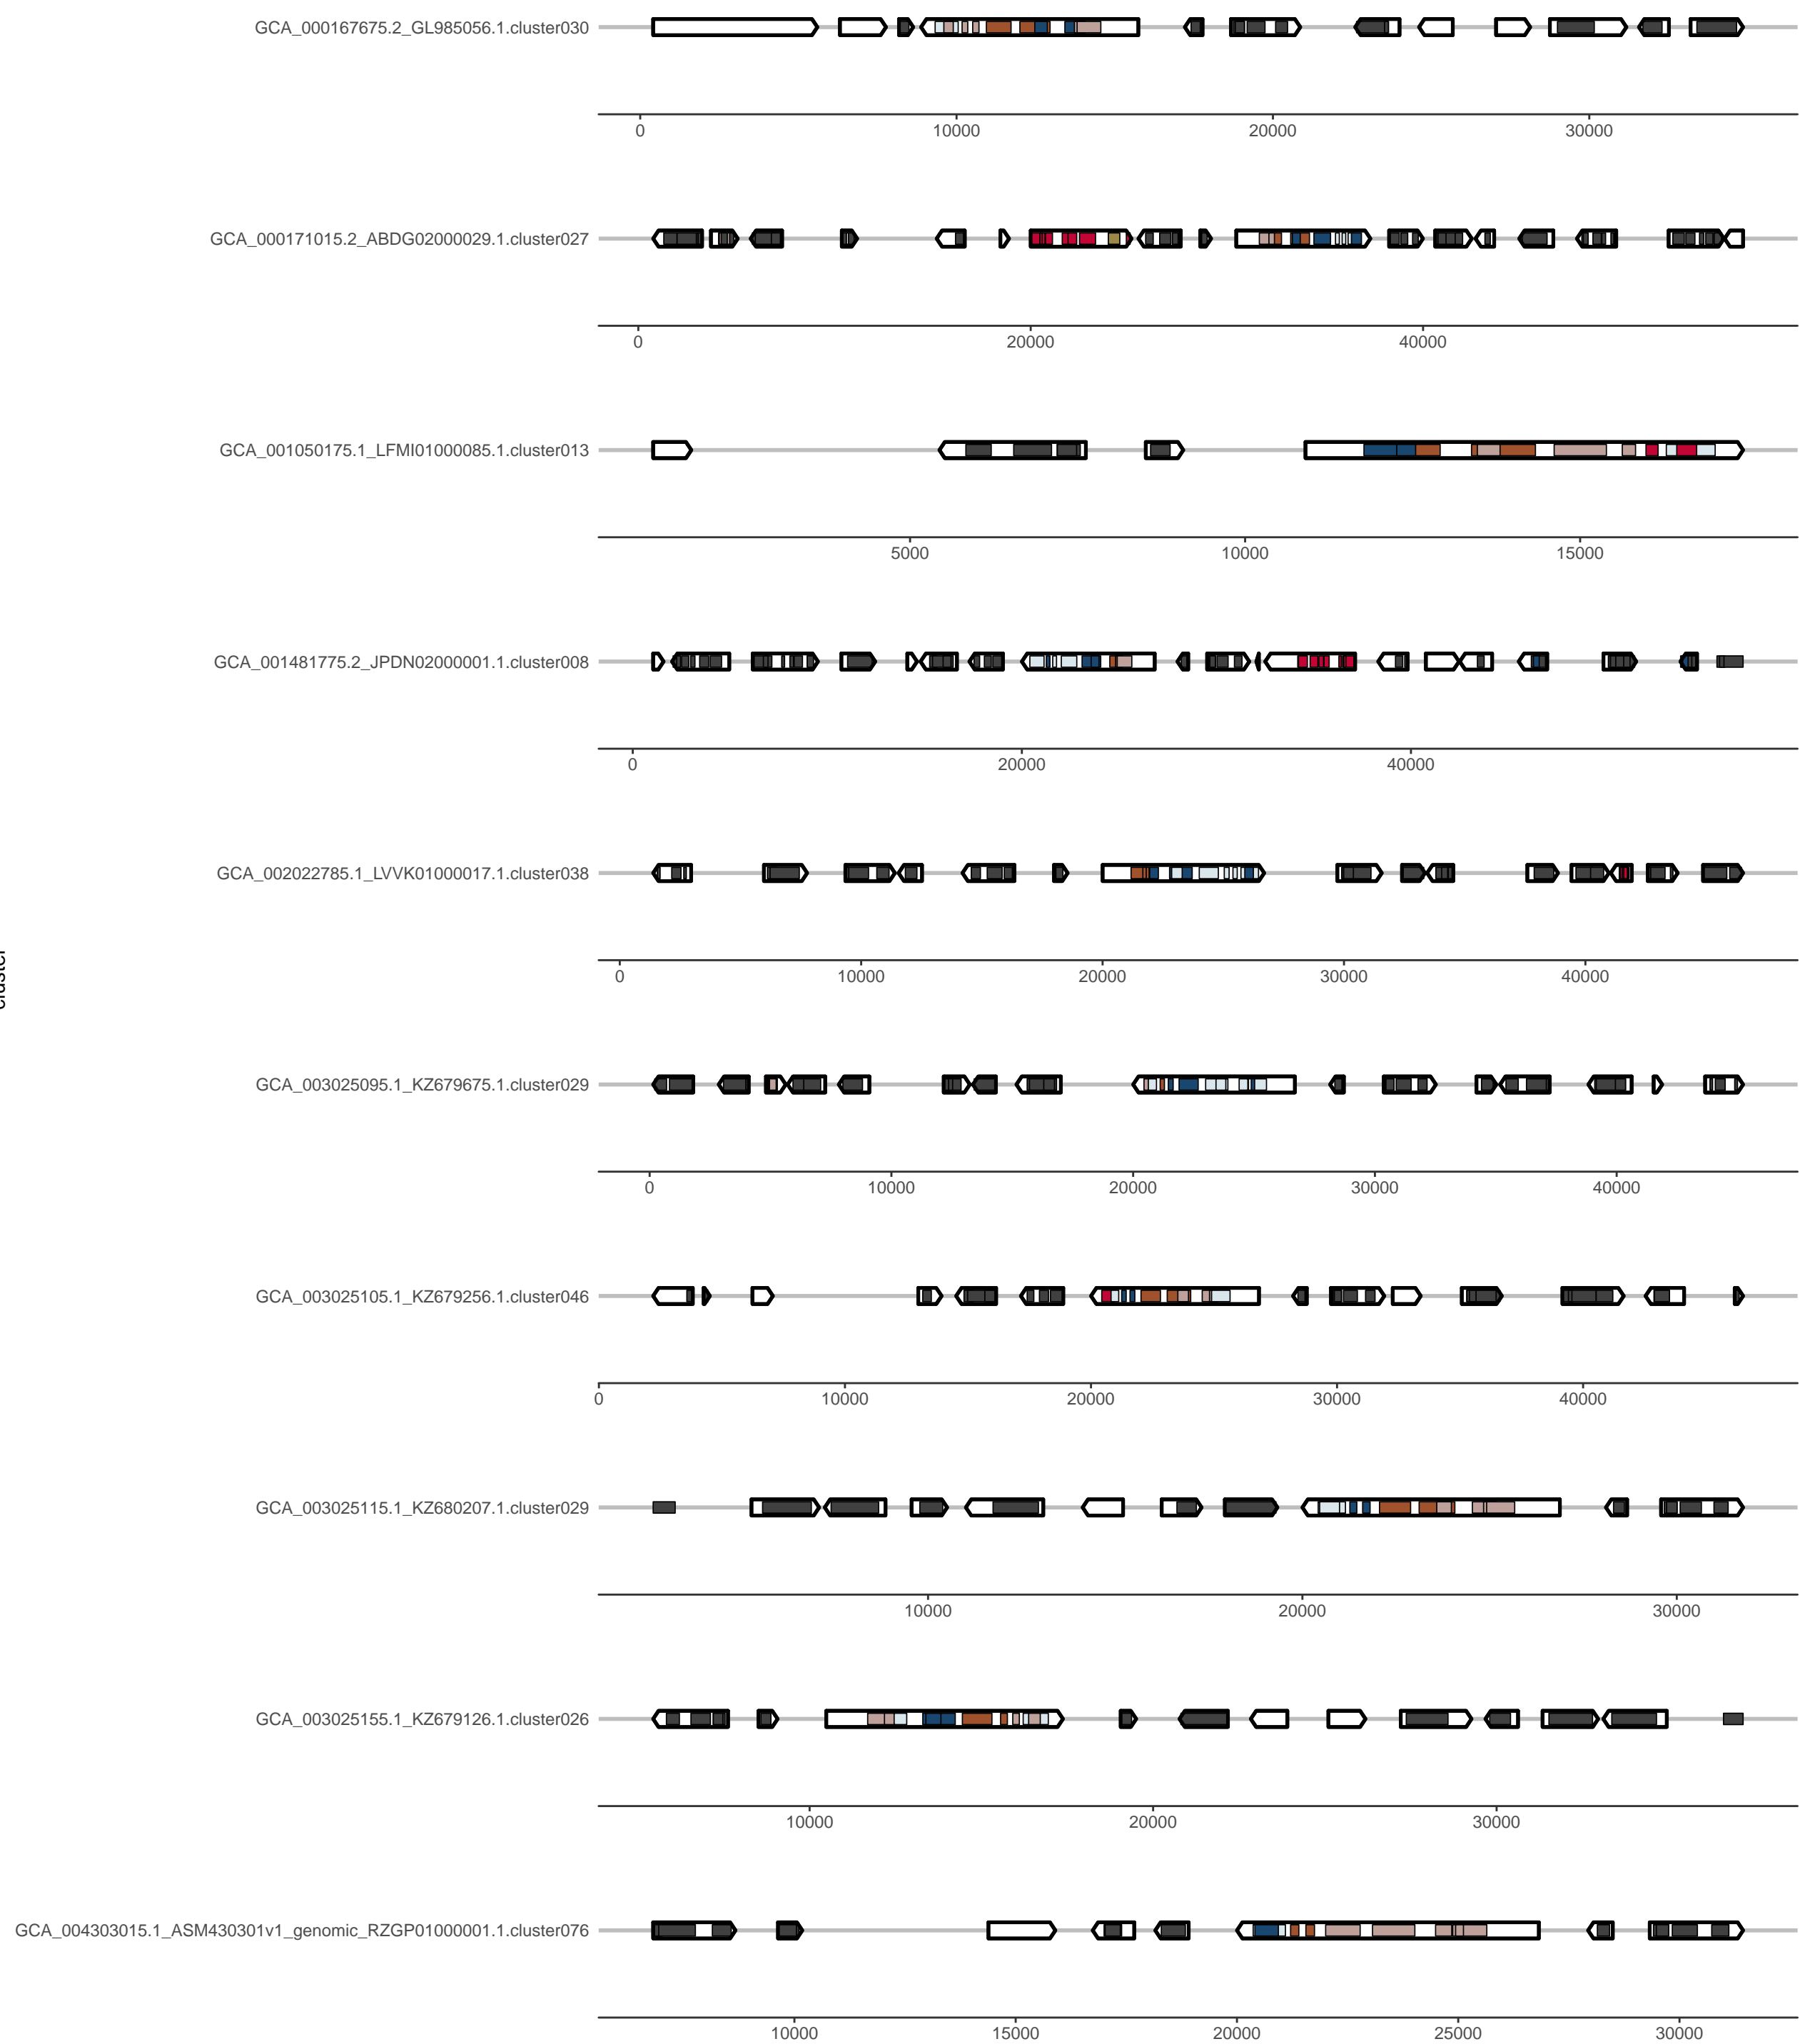 GCA_000167675.2_GL985056.1.cluster030
0 10000 20000 30000
GCA_000171015.2_ABDG02000029.1.cluster027
0 20000 40000
GCA_001050175.1_LFMI01000085.1.cluster013
5000 10000 15000
GCA_001481775.2_JPDN02000001.1.cluster008
0 20000 40000
GCA_002022785.1_LVVK01000017.1.cluster038
0 10000 20000 30000 40000
cluster
GCA_003025095.1_KZ679675.1.cluster029
0 10000 20000 30000 40000
GCA_003025105.1_KZ679256.1.cluster046
0 10000 20000 30000 40000
GCA_003025115.1_KZ680207.1.cluster029
10000 20000 30000
GCA_003025155.1_KZ679126.1.cluster026
10000 20000 30000
GCA_004303015.1_ASM430301v1_genomic_RZGP01000001.1.cluster076
10000 15000 20000 25000 30000